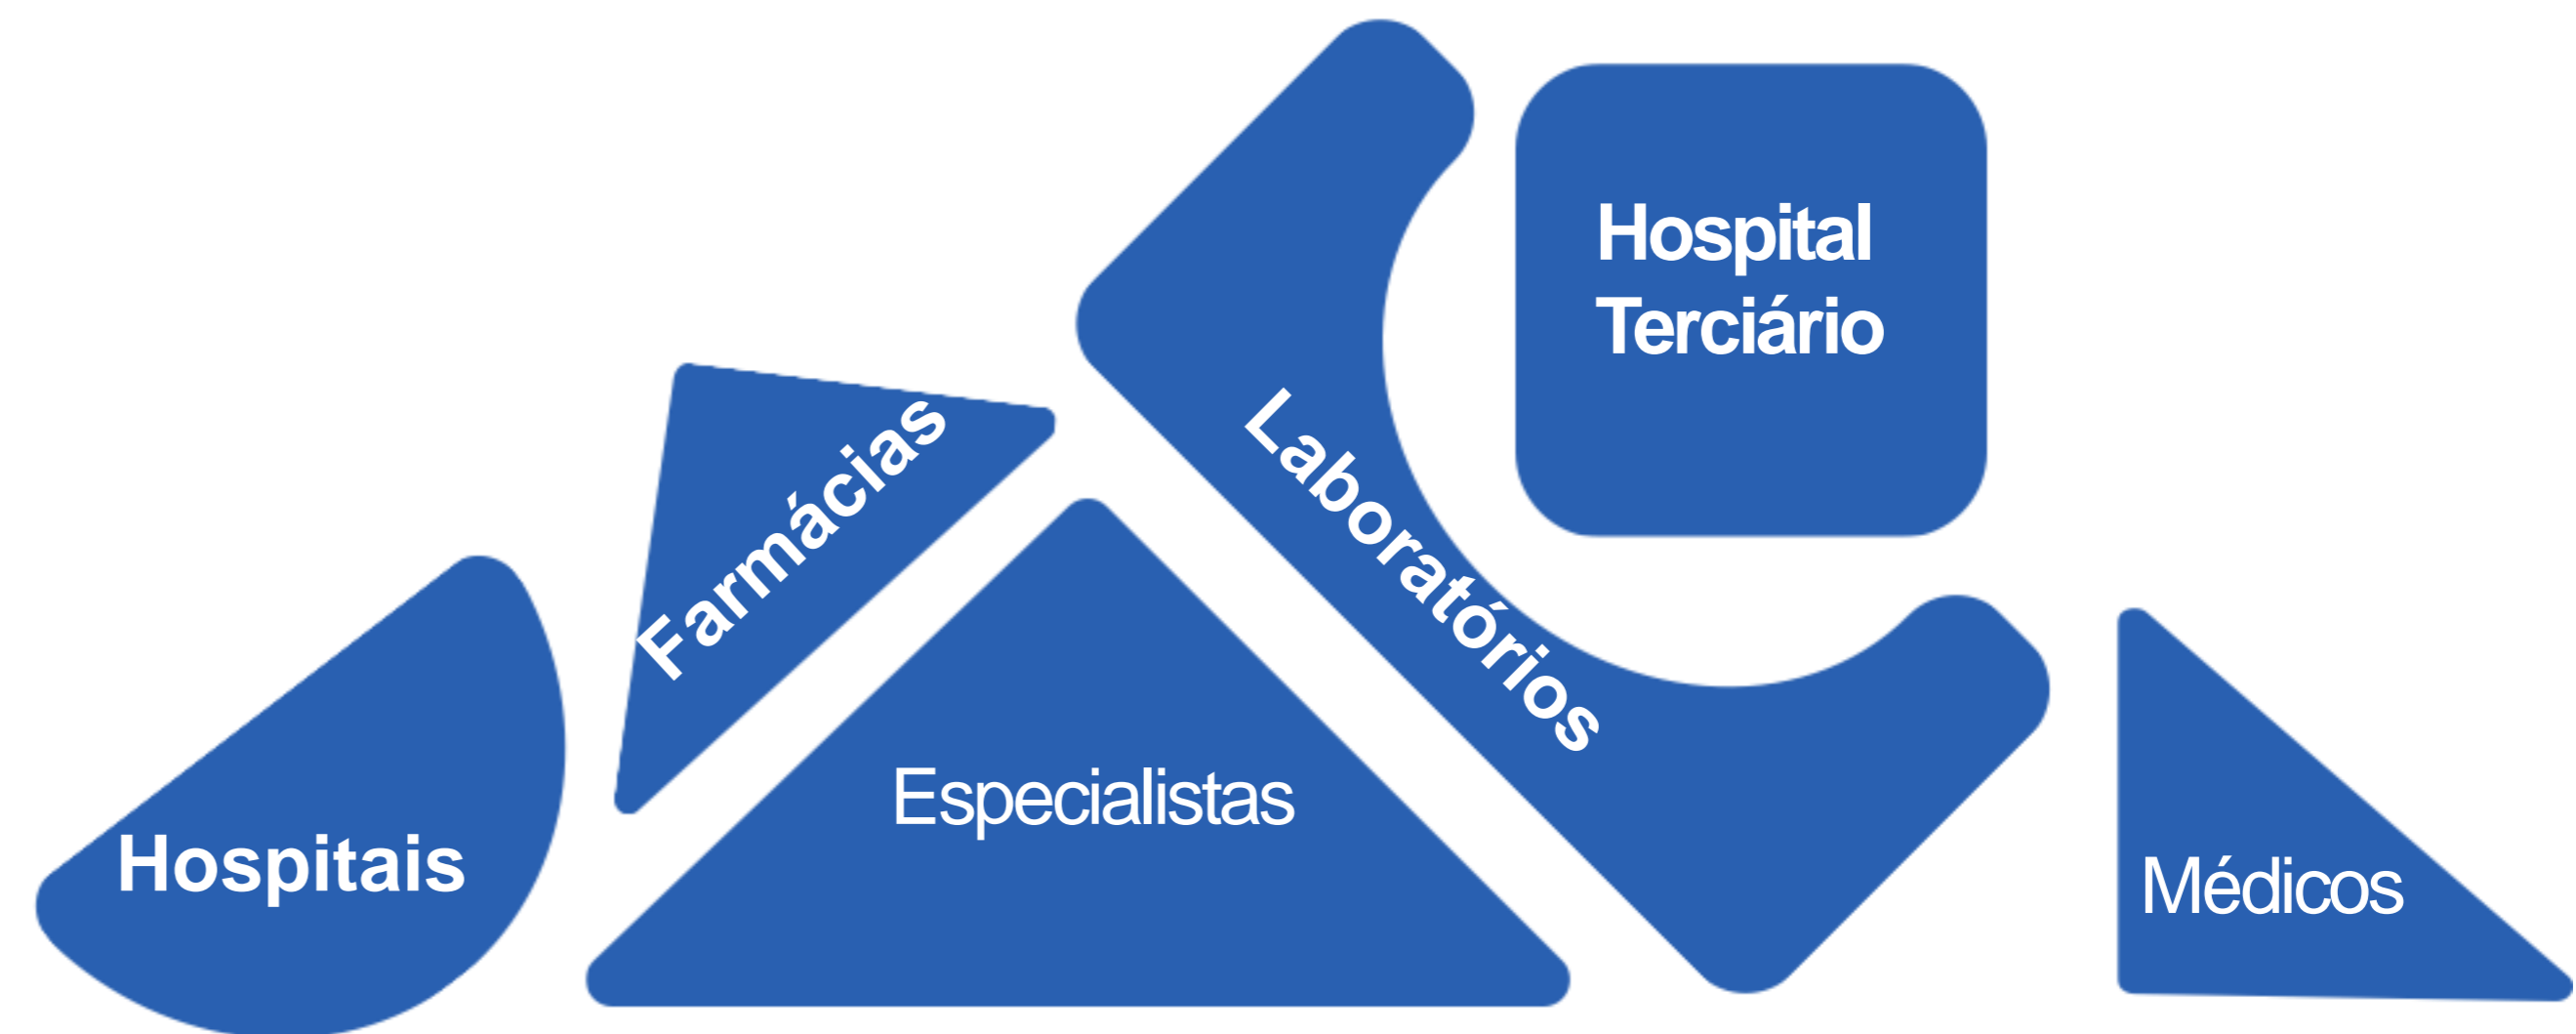 Hospital
Terciário
Farmácias
Laboratórios
Especialistas
Hospitais
Médicos